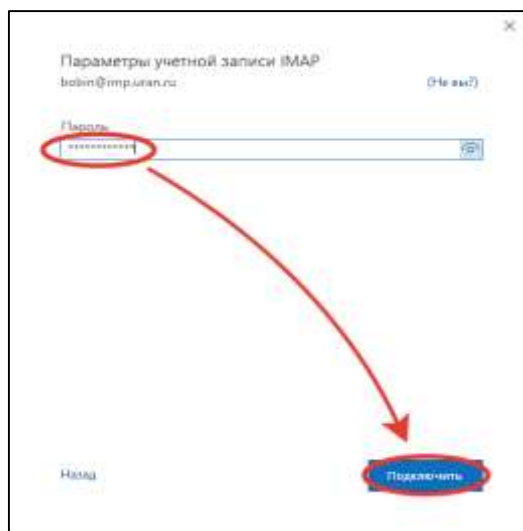 Параметры учетной записи IMAP
bobin@imp.uran.ru (Не вы?)
Пароль
************
Назад Подключить